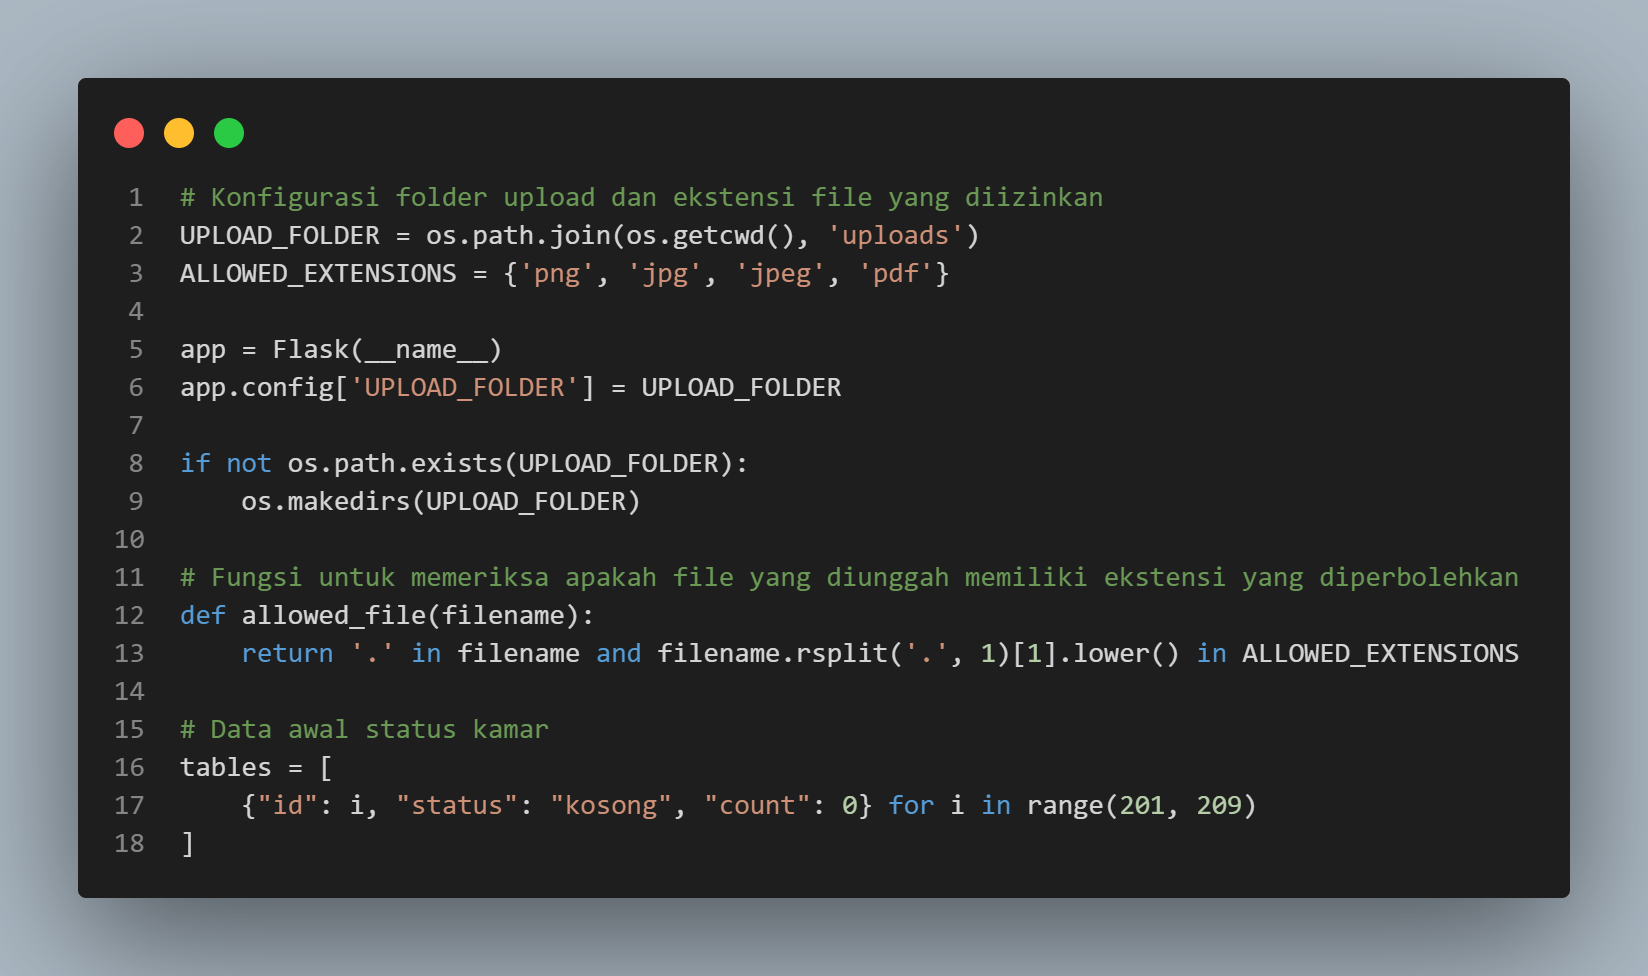 1 # Konfigurasi folder upload dan ekstensi file yang diizinkan
2 UPLOAD_FOLDER = os.path.join(os.getcwd(), 'uploads')
3 ALLOWED_EXTENSIONS = {'png', 'jpg', 'jpeg', 'pdf'}
4
5 app = Flask(__name__)
6 app.config['UPLOAD_FOLDER'] = UPLOAD_FOLDER
7
8 if not os.path.exists(UPLOAD_FOLDER):
9     os.makedirs(UPLOAD_FOLDER)
10
11 # Fungsi untuk memeriksa apakah file yang diunggah memiliki ekstensi yang diperbolehkan
12 def allowed_file(filename):
13     return '.' in filename and filename.rsplit('.', 1)[1].lower() in ALLOWED_EXTENSIONS
14
15 # Data awal status kamar
16 tables = [
17     {"id": i, "status": "kosong", "count": 0} for i in range(201, 209)
18 ]